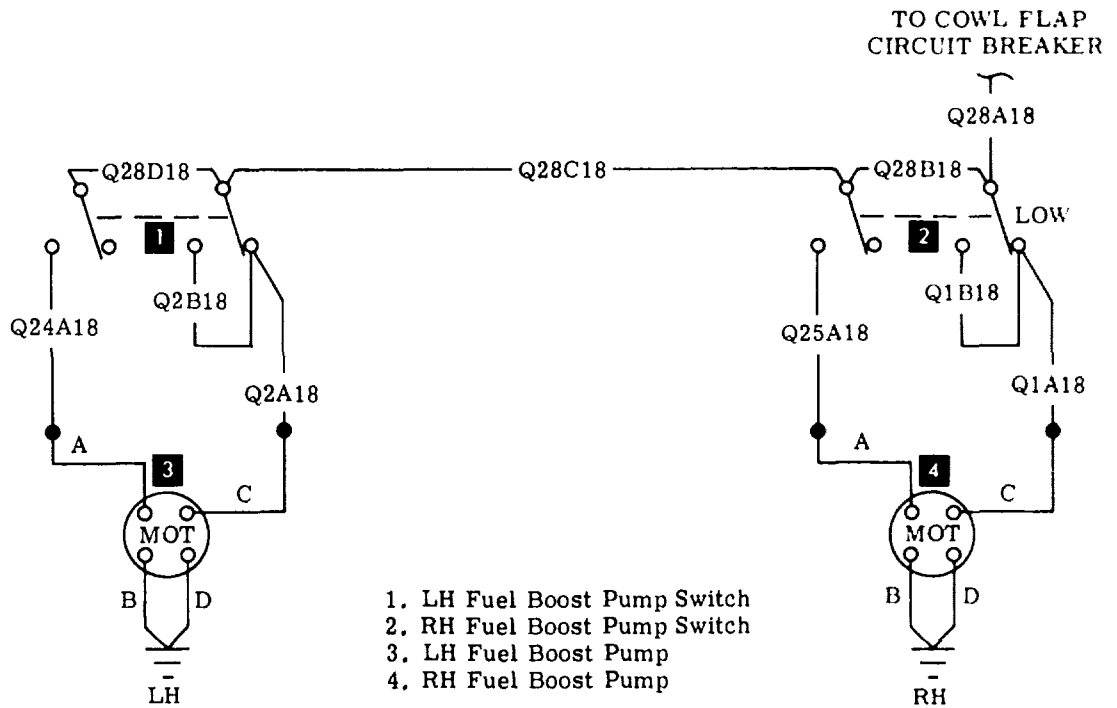 TO COWL FLAP
CIRCUIT BREAKER
Q28A18
Q28D18
Q28C18
Q28B18
LOW
1
2
Q2B18
Q1B18
Q24A18
Q25A18
Q2A18
Q1A18
A
3
C
A
4
C
MOT
MOT
B
D
B
D
1. LH Fuel Boost Pump Switch
2. RH Fuel Boost Pump Switch
3. LH Fuel Boost Pump
4. RH Fuel Boost Pump
LH
RH